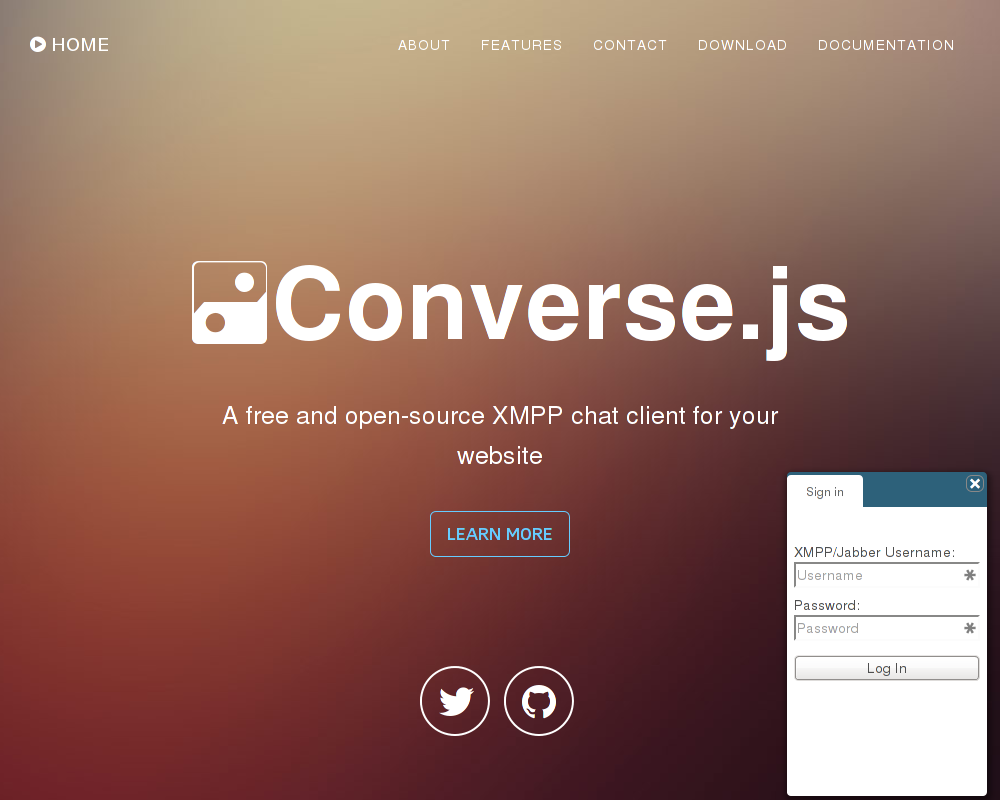 HOME
ABOUT FEATURES CONTACT DOWNLOAD DOCUMENTATION
Converse.js
A free and open-source XMPP chat client for your
website
LEARN MORE
Sign in
XMPP/Jabber Username:
Username
Password:
Password
Log In